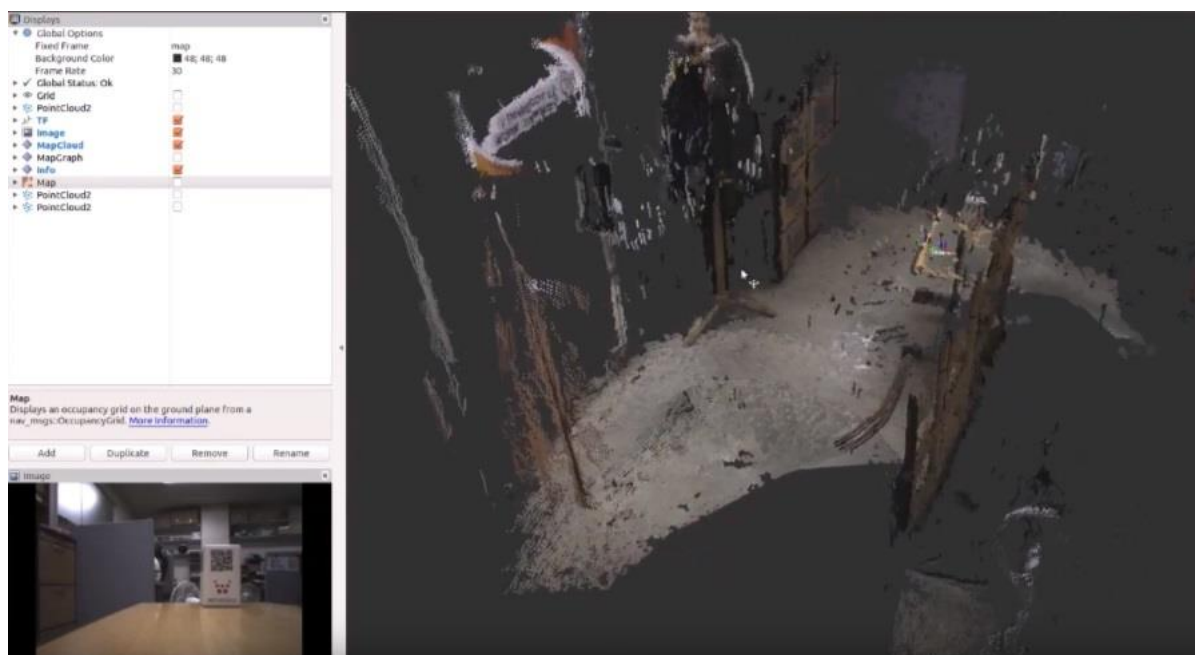 Displays
Global Options
Fixed Frame map
Background Color 48; 48; 48
Frame Rate 30
Global Status: Ok
Grid
PointCloud2
TF
Image
MapCloud
MapGraph
Info
Map
PointCloud2
PointCloud2
Map
Displays an occupancy grid on the ground plane from a
nav_msgs::OccupancyGrid. More Information.
Add Duplicate Remove Rename
Image